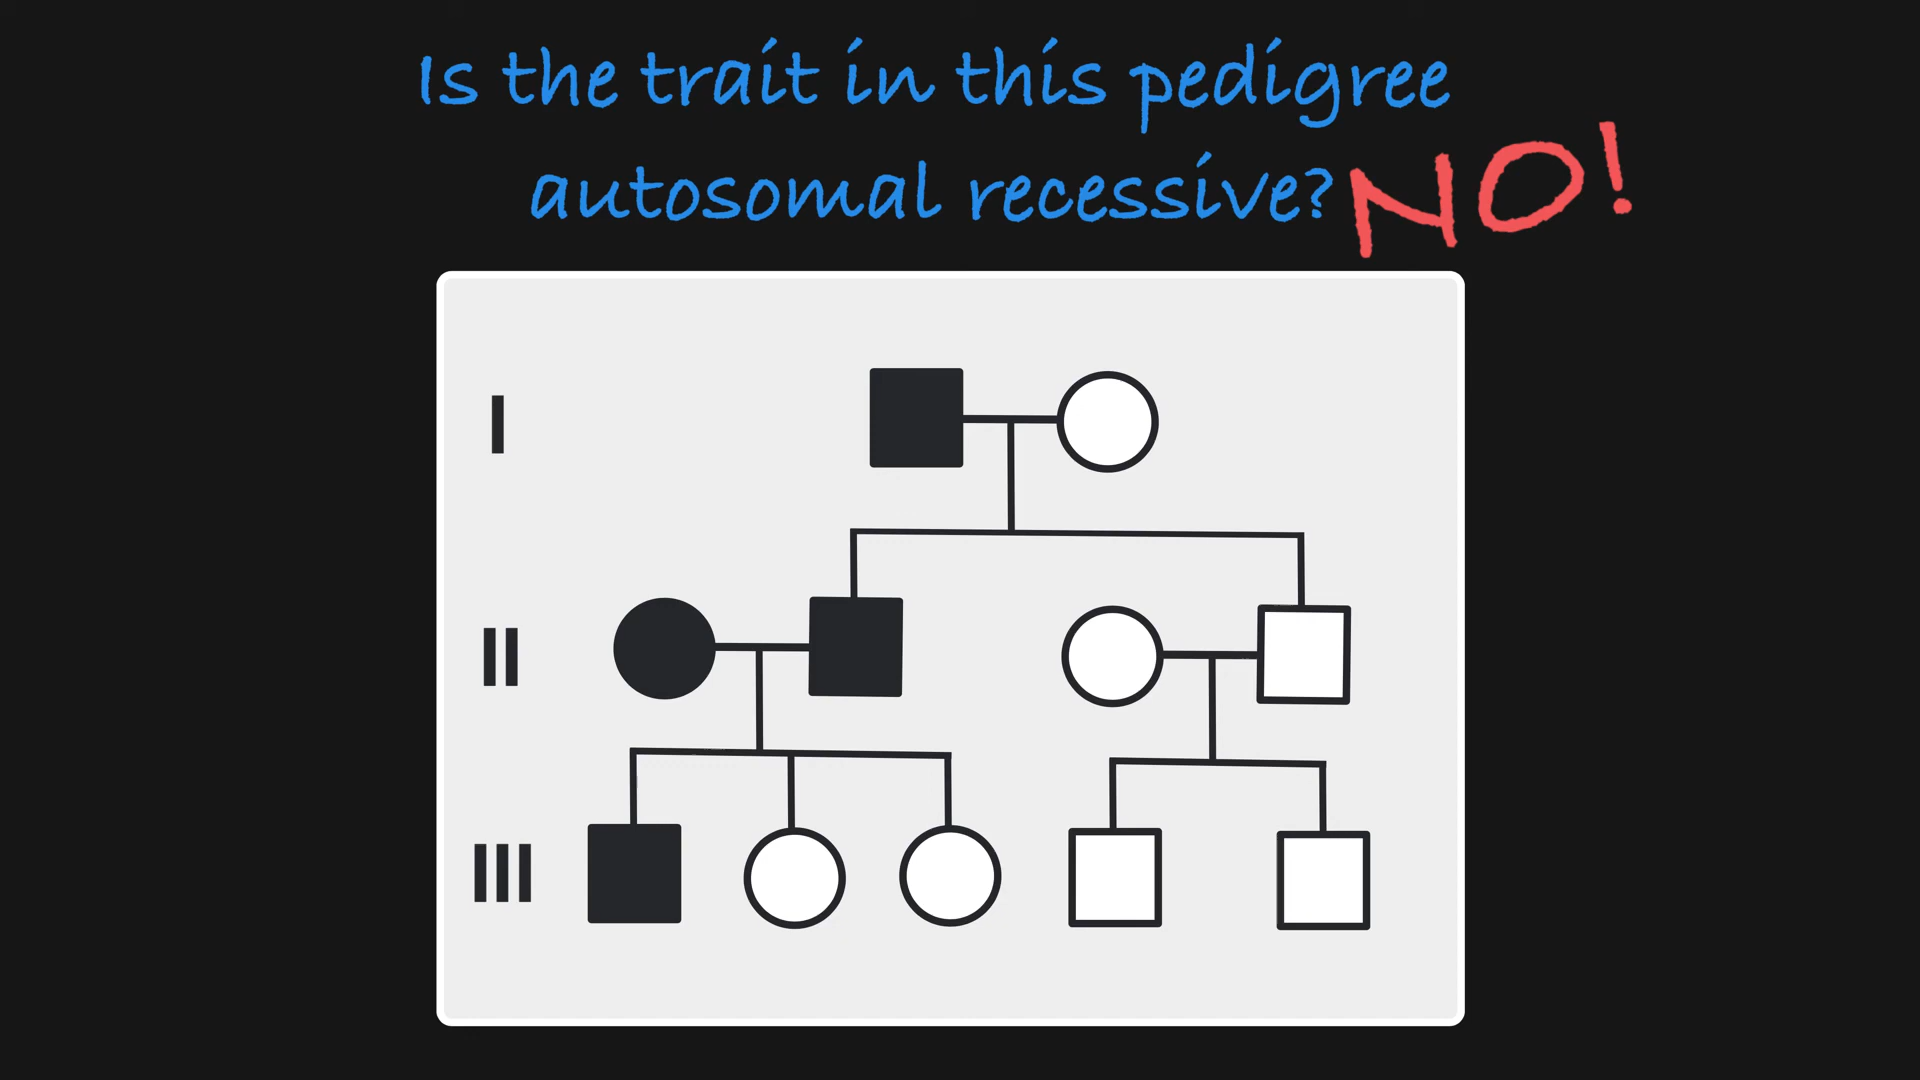 Is the trait in this pedigree
autosomal recessive? NO!
I
II
III